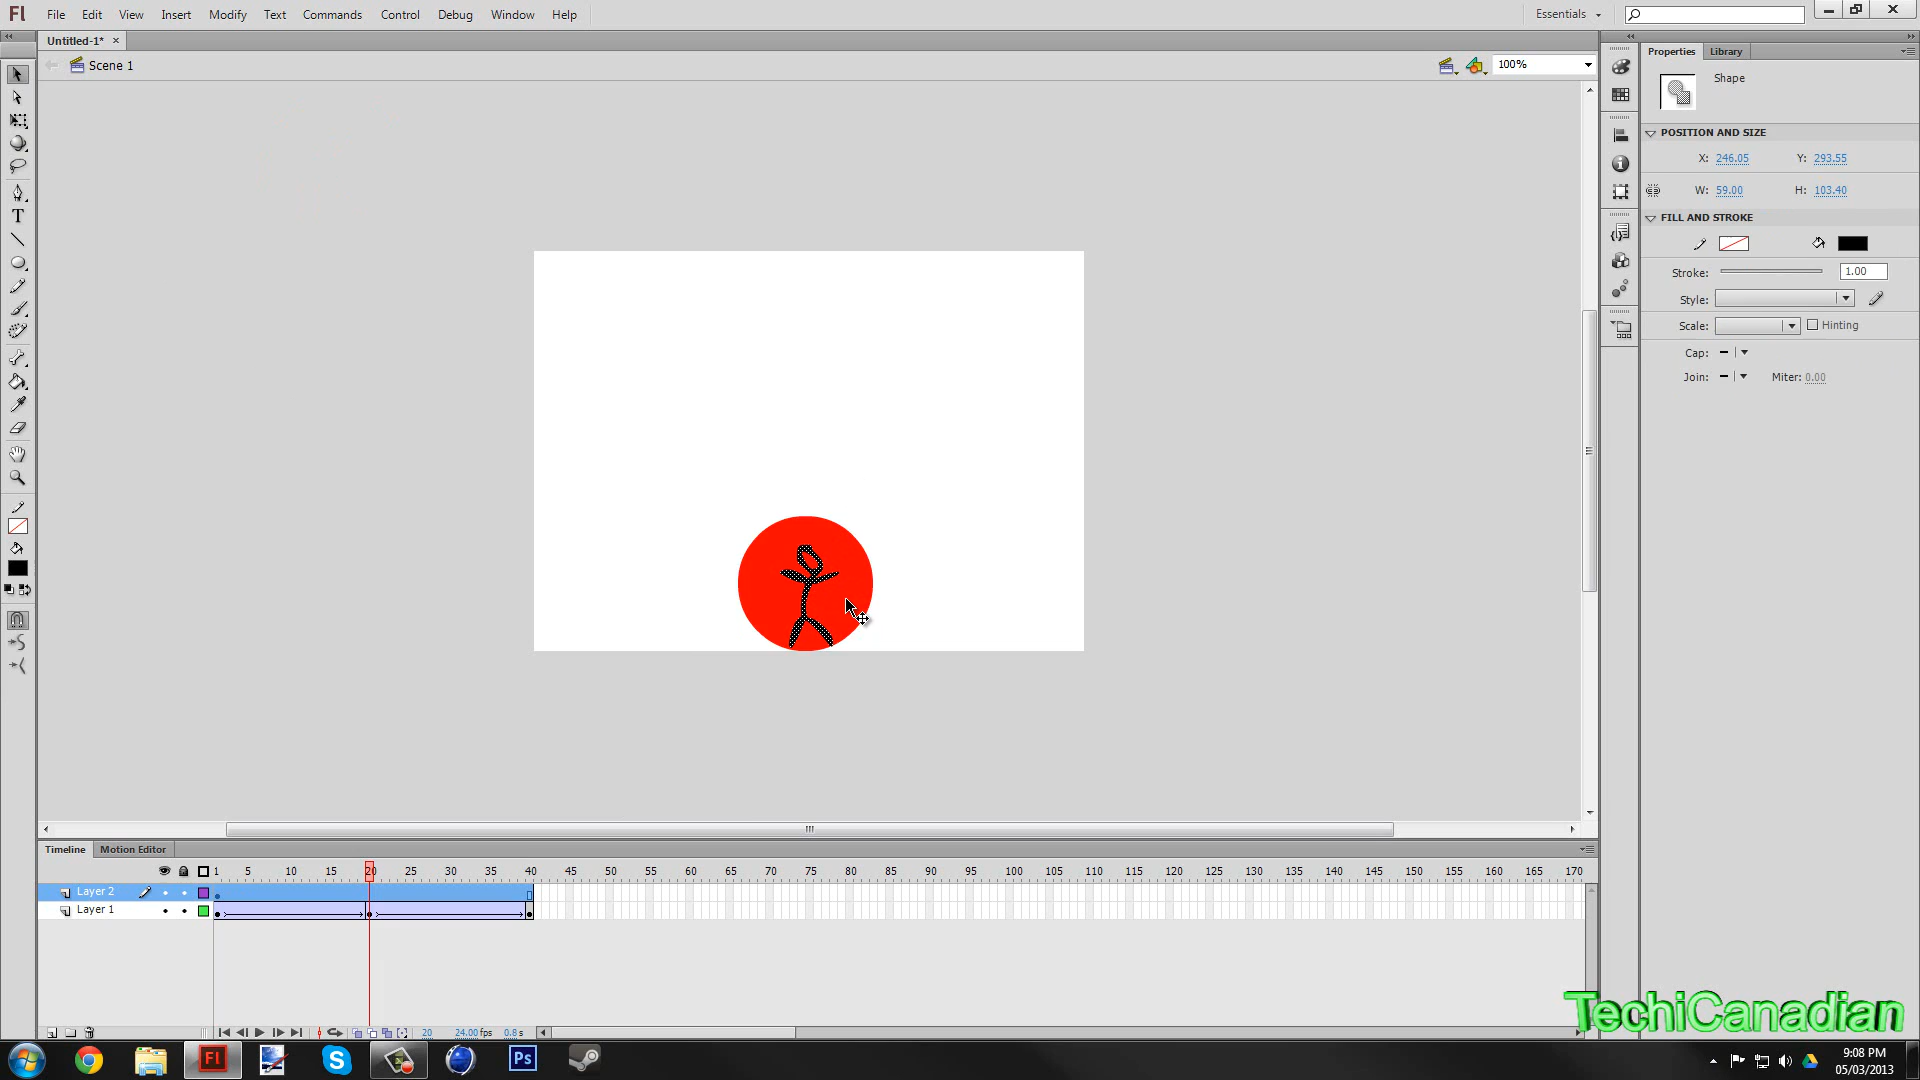 Fl File Edit View Insert Modify Text Commands Control Debug Window Help Essentials
Untitled-1*
Scene 1 100%
Properties Library
Shape
POSITION AND SIZE
X: 246.05 Y: 293.55
W: 59.00 H: 103.40
FILL AND STROKE
Stroke: 1.00
Style:
Scale: Hinting
Cap:
Join: Miter: 0.00
T
Timeline Motion Editor
1 5 10 15 20 25 30 35 40 45 50 55 60 65 70 75 80 85 90 95 100 105 110 115 120 125 130 135 140 145 150 155 160 165 170
Layer 2
Layer 1
20 24.00 fps 0.8 s
TechiCanadian
Fl S Ps
9:08 PM
05/03/2013